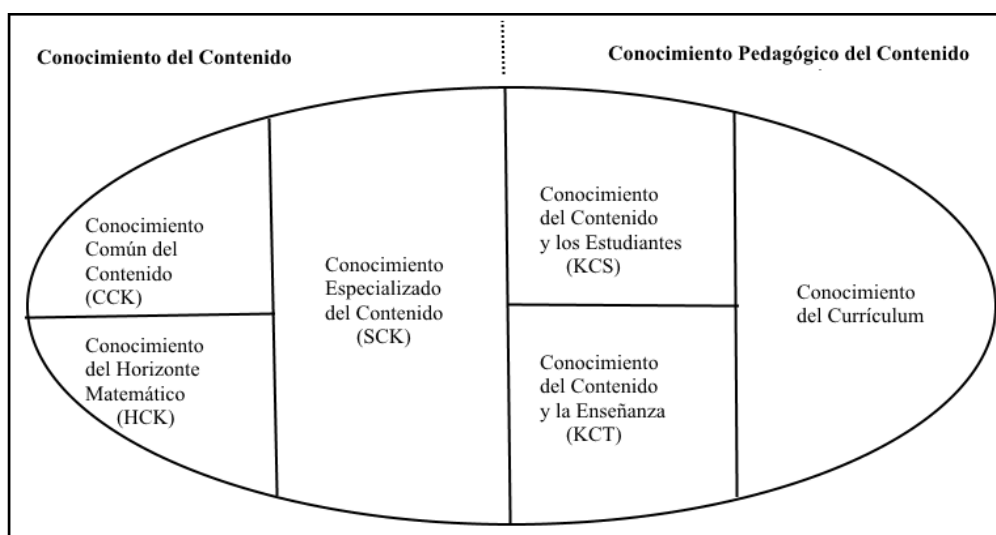 Conocimiento del Contenido
Conocimiento Pedagógico del Contenido
Conocimiento
Común del
Contenido
(CCK)
Conocimiento
del Horizonte
Matemático
(HCK)
Conocimiento
Especializado
del Contenido
(SCK)
Conocimiento
del Contenido
y los Estudiantes
(KCS)
Conocimiento
del Contenido
y la Enseñanza
(KCT)
Conocimiento
del Currículum